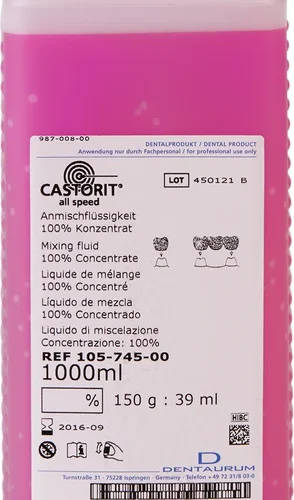 987-008-00
DENTALPRODUKT / DENTAL PRODUCT
Anwendung nur durch Fachpersonal / for professional use only
CASTORIT®
all speed
LOT 450121 B
Anmischflüssigkeit
100% Konzentrat
Mixing fluid
100% Concentrate
Liquide de mélange
100% Concentré
Líquido de mezcla
100% Concentrado
Liquido di miscelazione
Concentrazione: 100%
REF 105-745-00
1000ml
% 150 g : 39 ml
HIBC
2016-09
D
DENTAURUM
Turnstraße 31 - 75228 Ispringen - Germany - Telefon +49 72 31/8 03-0